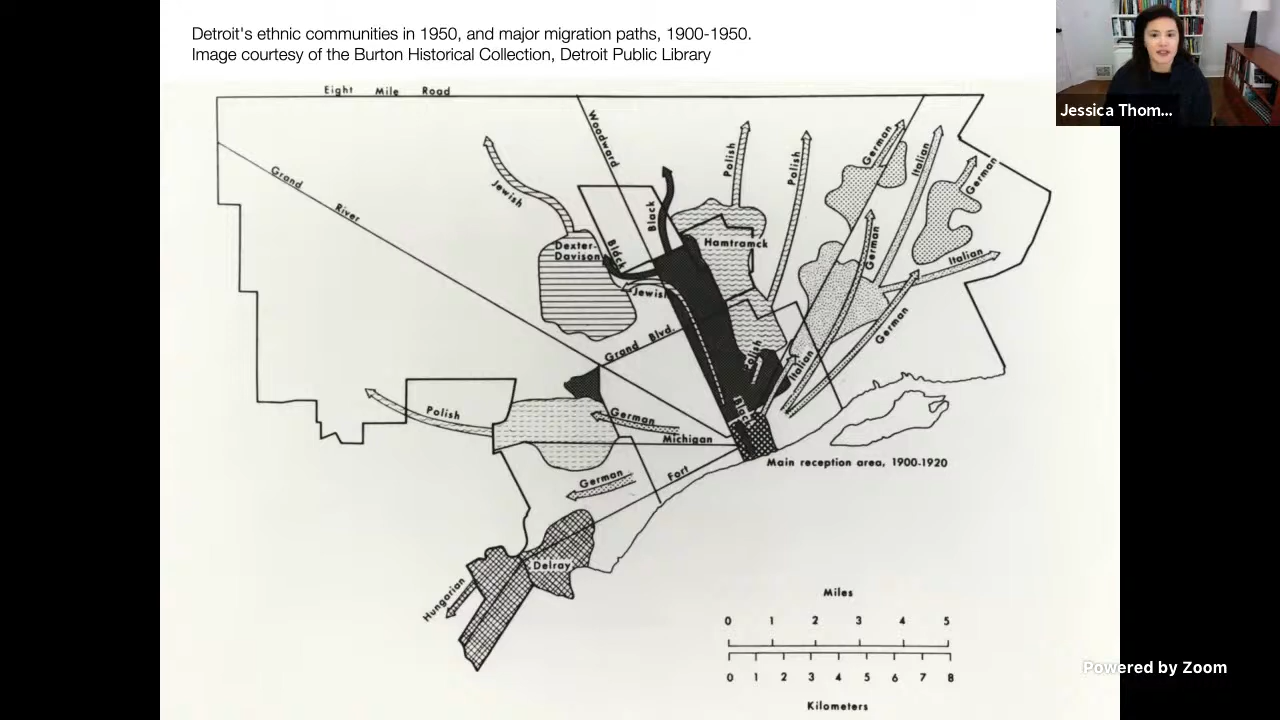 Detroit's ethnic communities in 1950, and major migration paths, 1900-1950.
Image courtesy of the Burton Historical Collection, Detroit Public Library
Jessica Thom...
Eight Mile Road
Woodward
Grand River
Jewish
Black
Polish
Polish
German
Italian
German
Dexter-
Davison
Black
Hamtramck
German
Italian
Jewish
Grand Blvd.
German
Polish
Italian
Black
Polish
German
Michigan
Main reception area, 1900-1920
German
Fort
Delray
Hungarian
Miles
0 1 2 3 4 5
0 1 2 3 4 5 6 7 8
Kilometers
Powered by Zoom